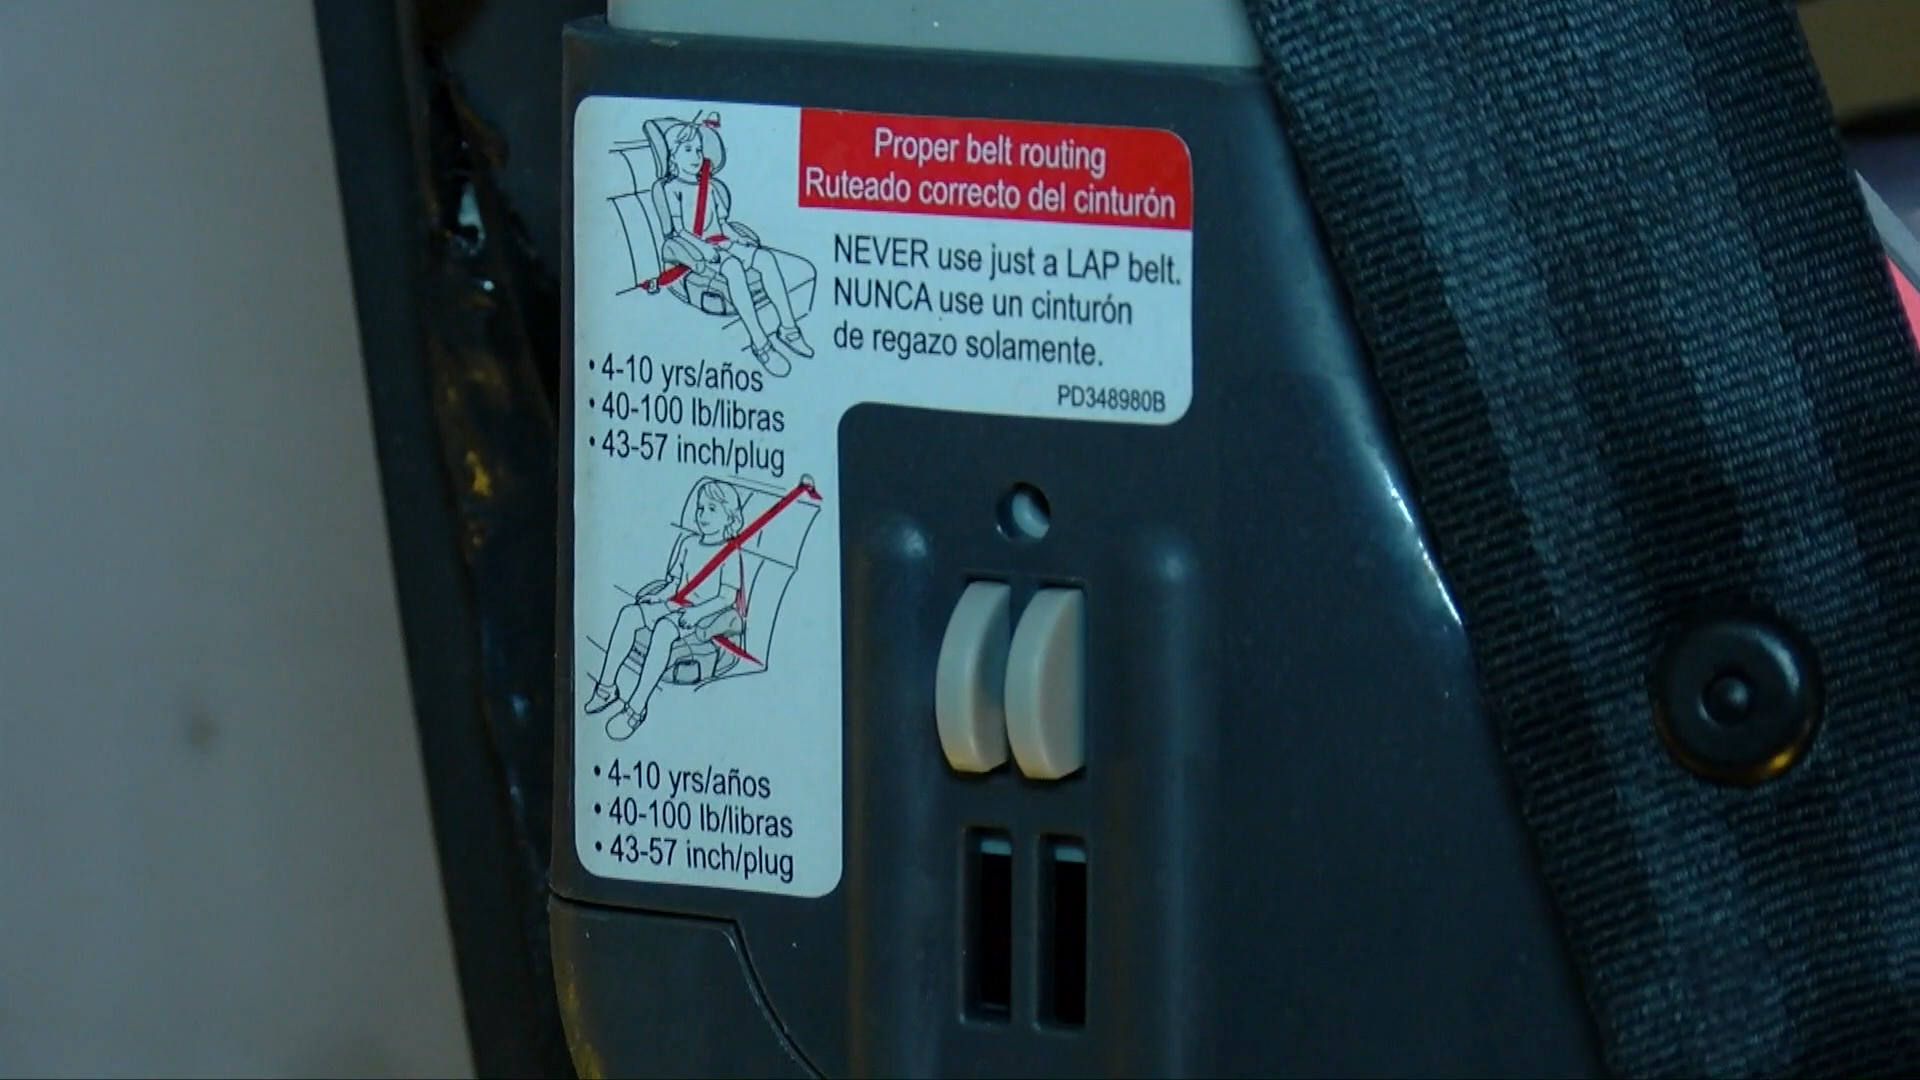 Proper belt routing
Ruteado correcto del cinturón
NEVER use just a LAP belt.
NUNCA use un cinturón
de regazo solamente.
PD348980B
• 4-10 yrs/años
• 40-100 lb/libras
• 43-57 inch/plug
• 4-10 yrs/años
• 40-100 lb/libras
• 43-57 inch/plug